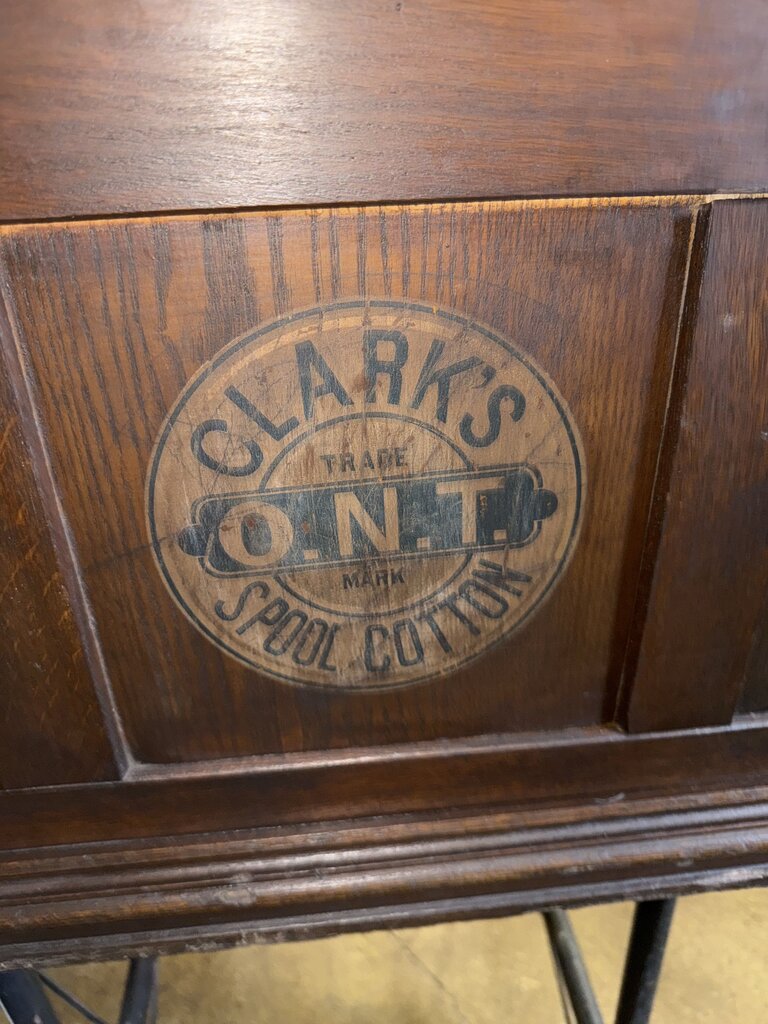 CLARK'S
TRADE
O.N.T.
MARK
SPOOL COTTON